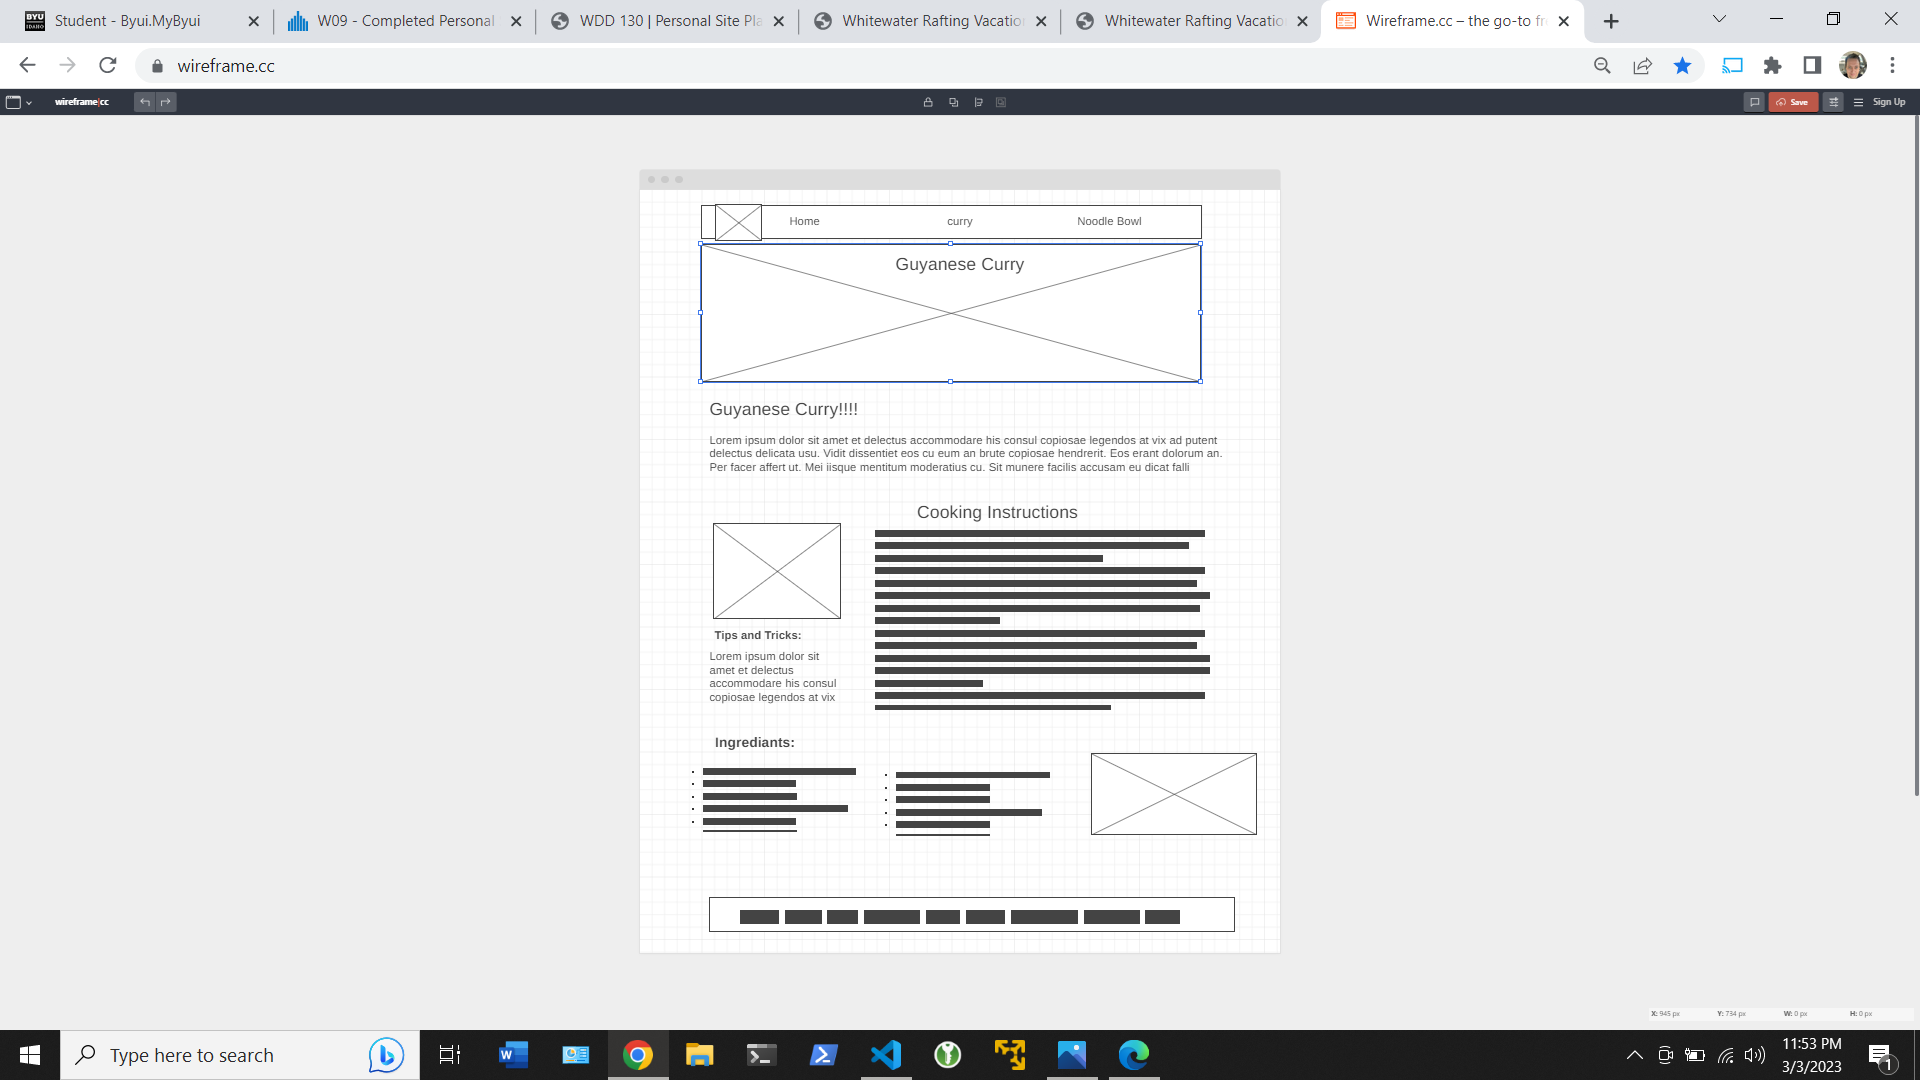 BYU
IDAHO
Student - Byui.MyByui
W09 - Completed Personal
WDD 130 | Personal Site Pla
Whitewater Rafting Vacatio
Whitewater Rafting Vacatio
Wireframe.cc – the go-to fr
wireframe.cc
wireframe|cc
Save
Sign Up
Home
curry
Noodle Bowl
Guyanese Curry
Guyanese Curry!!!!
Lorem ipsum dolor sit amet et delectus accommodare his consul copiosae legendos at vix ad putent
delectus delicata usu. Vidit dissentiet eos cu eum an brute copiosae hendrerit. Eos erant dolorum an.
Per facer affert ut. Mei iisque mentitum moderatius cu. Sit munere facilis accusam eu dicat falli
Cooking Instructions
Tips and Tricks:
Lorem ipsum dolor sit
amet et delectus
accommodare his consul
copiosae legendos at vix
Ingrediants:
X: 945 px
Y: 734 px
W: 0 px
H: 0 px
Type here to search
11:53 PM
3/3/2023
1